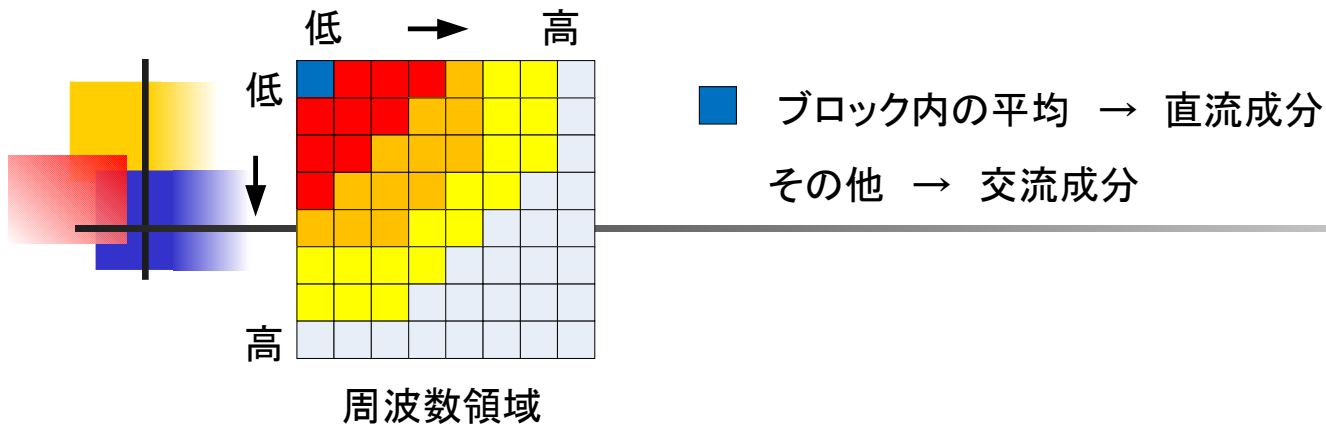 低 → 高
低
↓
高
周波数領域
ブロック内の平均 → 直流成分
その他 → 交流成分